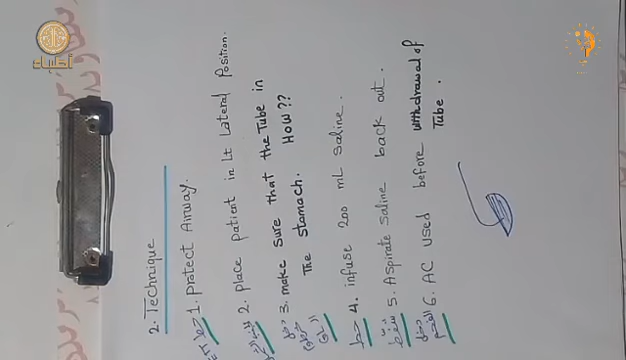 أطباء
2. Technique
1. protect Airway.
2. place patient in Lt Lateral Position.
3. make sure that the Tube in
The stomach. How??
4. infuse 200 mL saline.
5. Aspirate saline back out.
6. AC used before withdrawal of
Tube.